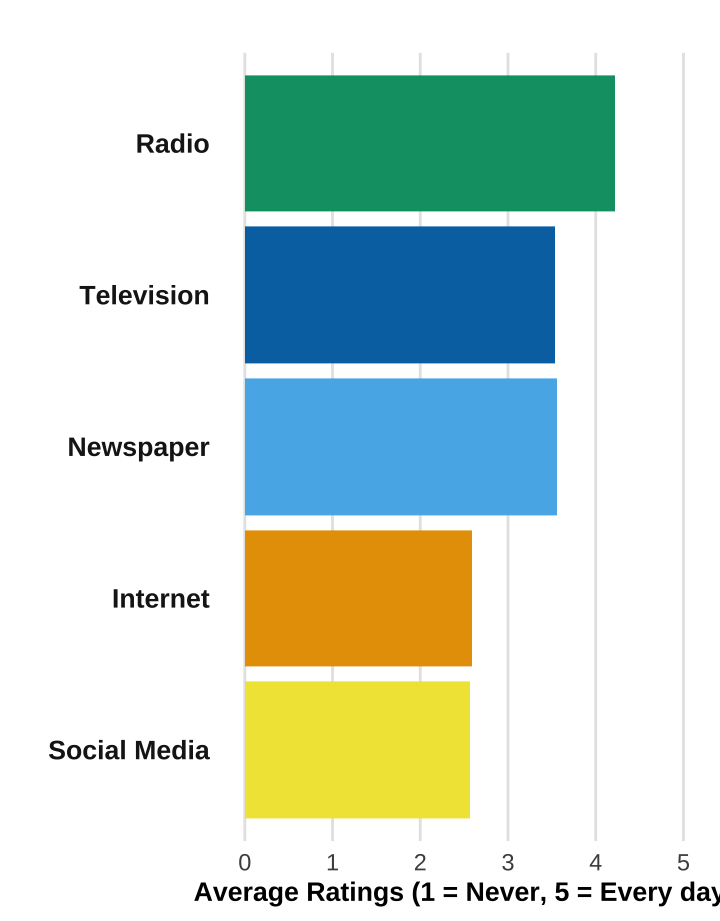 Radio
Television
Newspaper
Internet
Social Media
0 1 2 3 4 5
Average Ratings (1 = Never, 5 = Every day